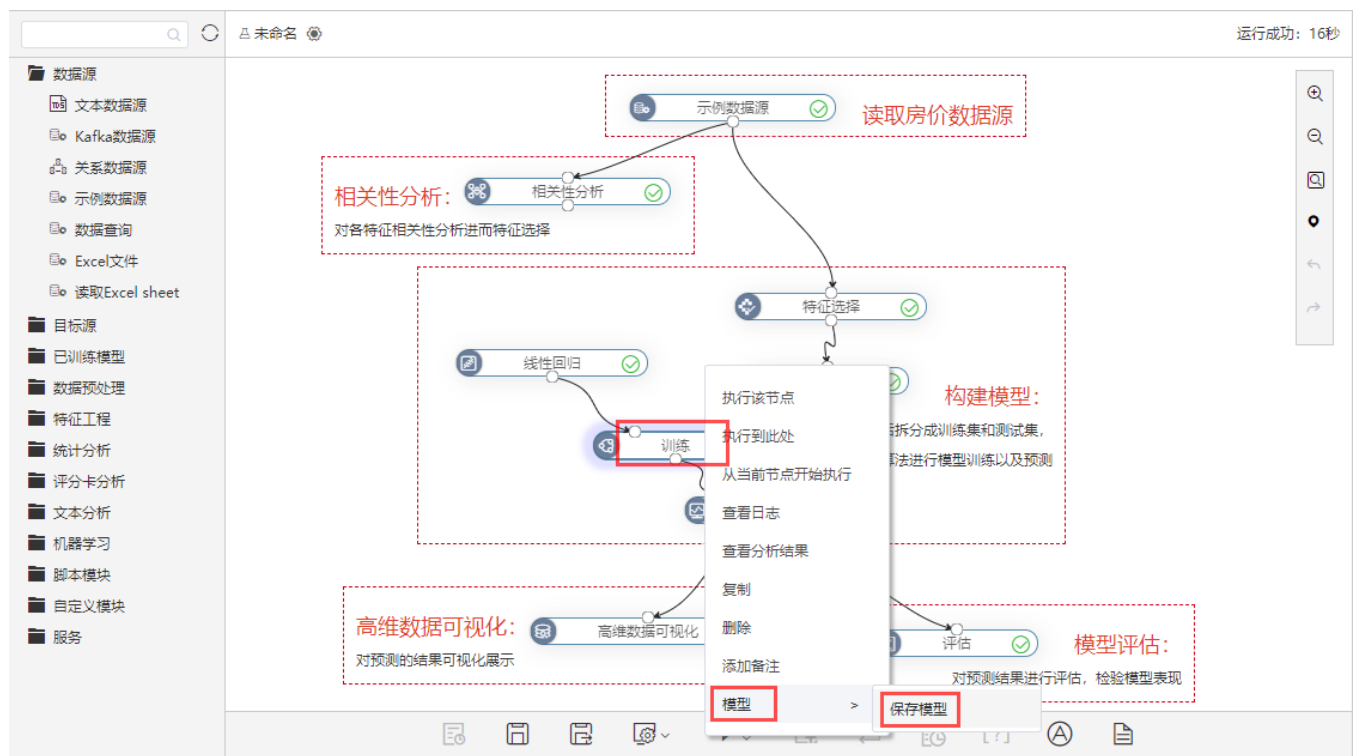 未命名
运行成功：16秒
数据源
文本数据源
Kafka数据源
关系数据源
示例数据源
数据查询
Excel文件
读取Excel sheet
目标源
已训练模型
数据预处理
特征工程
统计分析
评分卡分析
文本分析
机器学习
脚本模块
自定义模块
服务
示例数据源
读取房价数据源
相关性分析：
相关性分析
对各特征相关性分析进而特征选择
特征选择
线性回归
构建模型：
拆分成训练集和测试集，
训练
法进行模型训练以及预测
执行该节点
执行到此处
从当前节点开始执行
查看日志
查看分析结果
复制
删除
添加备注
模型 >
保存模型
高维数据可视化：
高维数据可视化
对预测的结果可视化展示
评估
模型评估：
对预测结果进行评估，检验模型表现